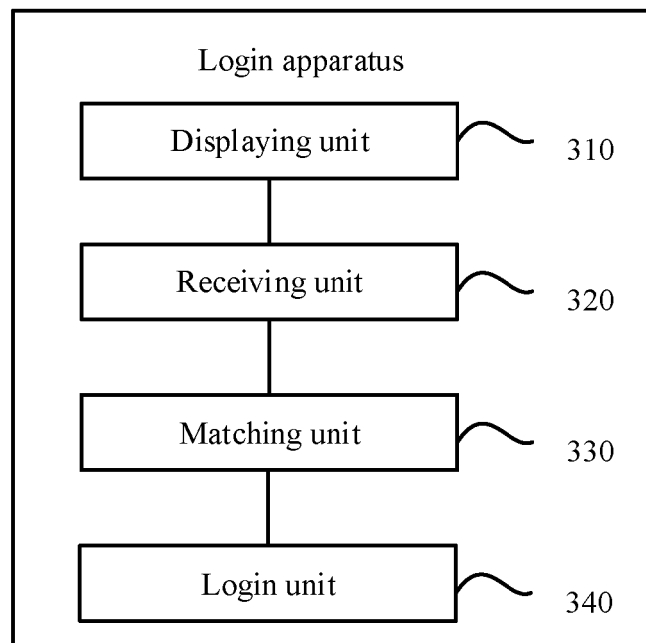 Login apparatus
Displaying unit
310
Receiving unit
320
Matching unit
330
Login unit
340